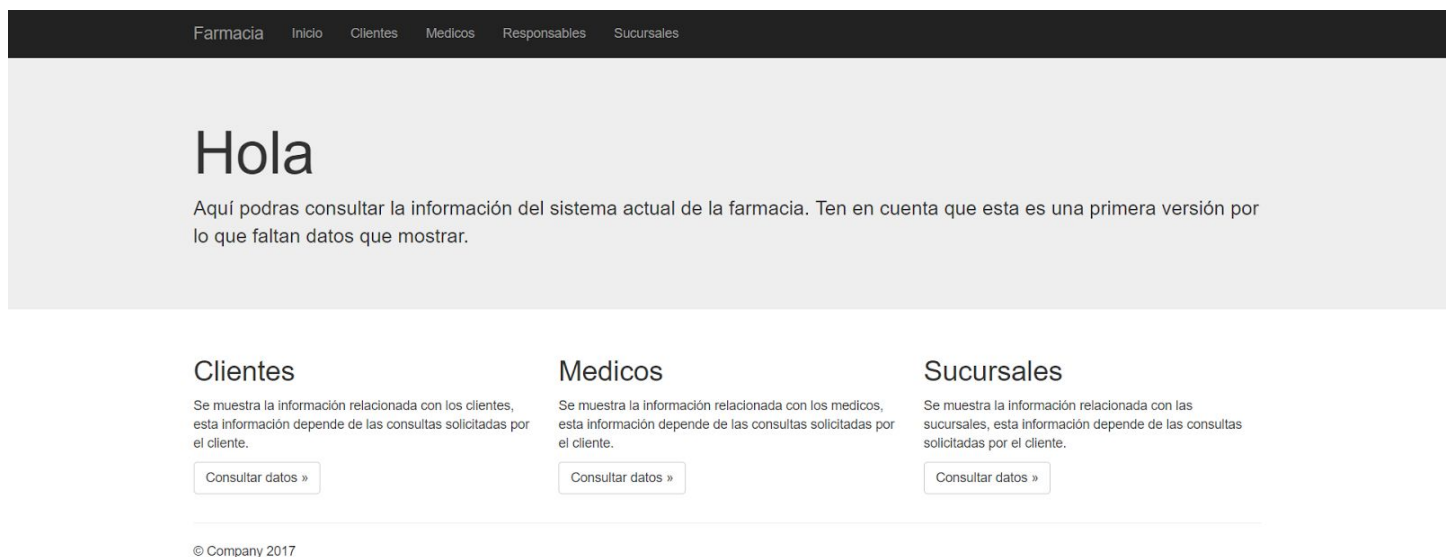 Farmacia Inicio Clientes Medicos Responsables Sucursales
Hola
Aquí podras consultar la información del sistema actual de la farmacia. Ten en cuenta que esta es una primera versión por
lo que faltan datos que mostrar.
Clientes
Se muestra la información relacionada con los clientes,
esta información depende de las consultas solicitadas por
el cliente.
Consultar datos »
Medicos
Se muestra la información relacionada con los medicos,
esta información depende de las consultas solicitadas por
el cliente.
Consultar datos »
Sucursales
Se muestra la información relacionada con las
sucursales, esta información depende de las consultas
solicitadas por el cliente.
Consultar datos »
© Company 2017